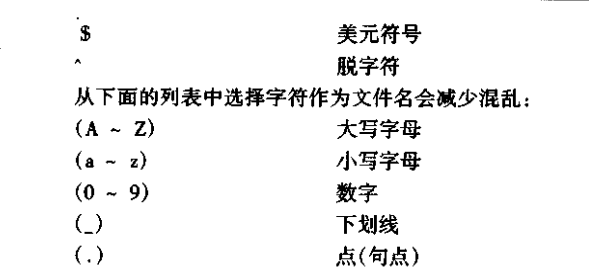 $ 美元符号
^ 脱字符
从下面的列表中选择字符作为文件名会减少混乱:
(A ~ Z) 大写字母
(a ~ z) 小写字母
(0 ~ 9) 数字
(_) 下划线
(.) 点(句点)